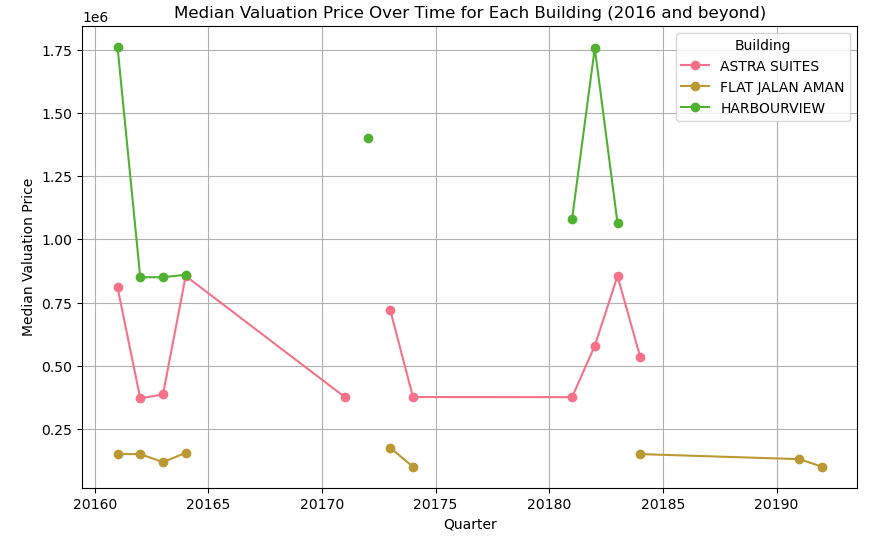 Median Valuation Price Over Time for Each Building (2016 and beyond)
1e6
Building
ASTRA SUITES
FLAT JALAN AMAN
HARBOURVIEW
Median Valuation Price
1.75
1.50
1.25
1.00
0.75
0.50
0.25
20160 20165 20170 20175 20180 20185 20190
Quarter